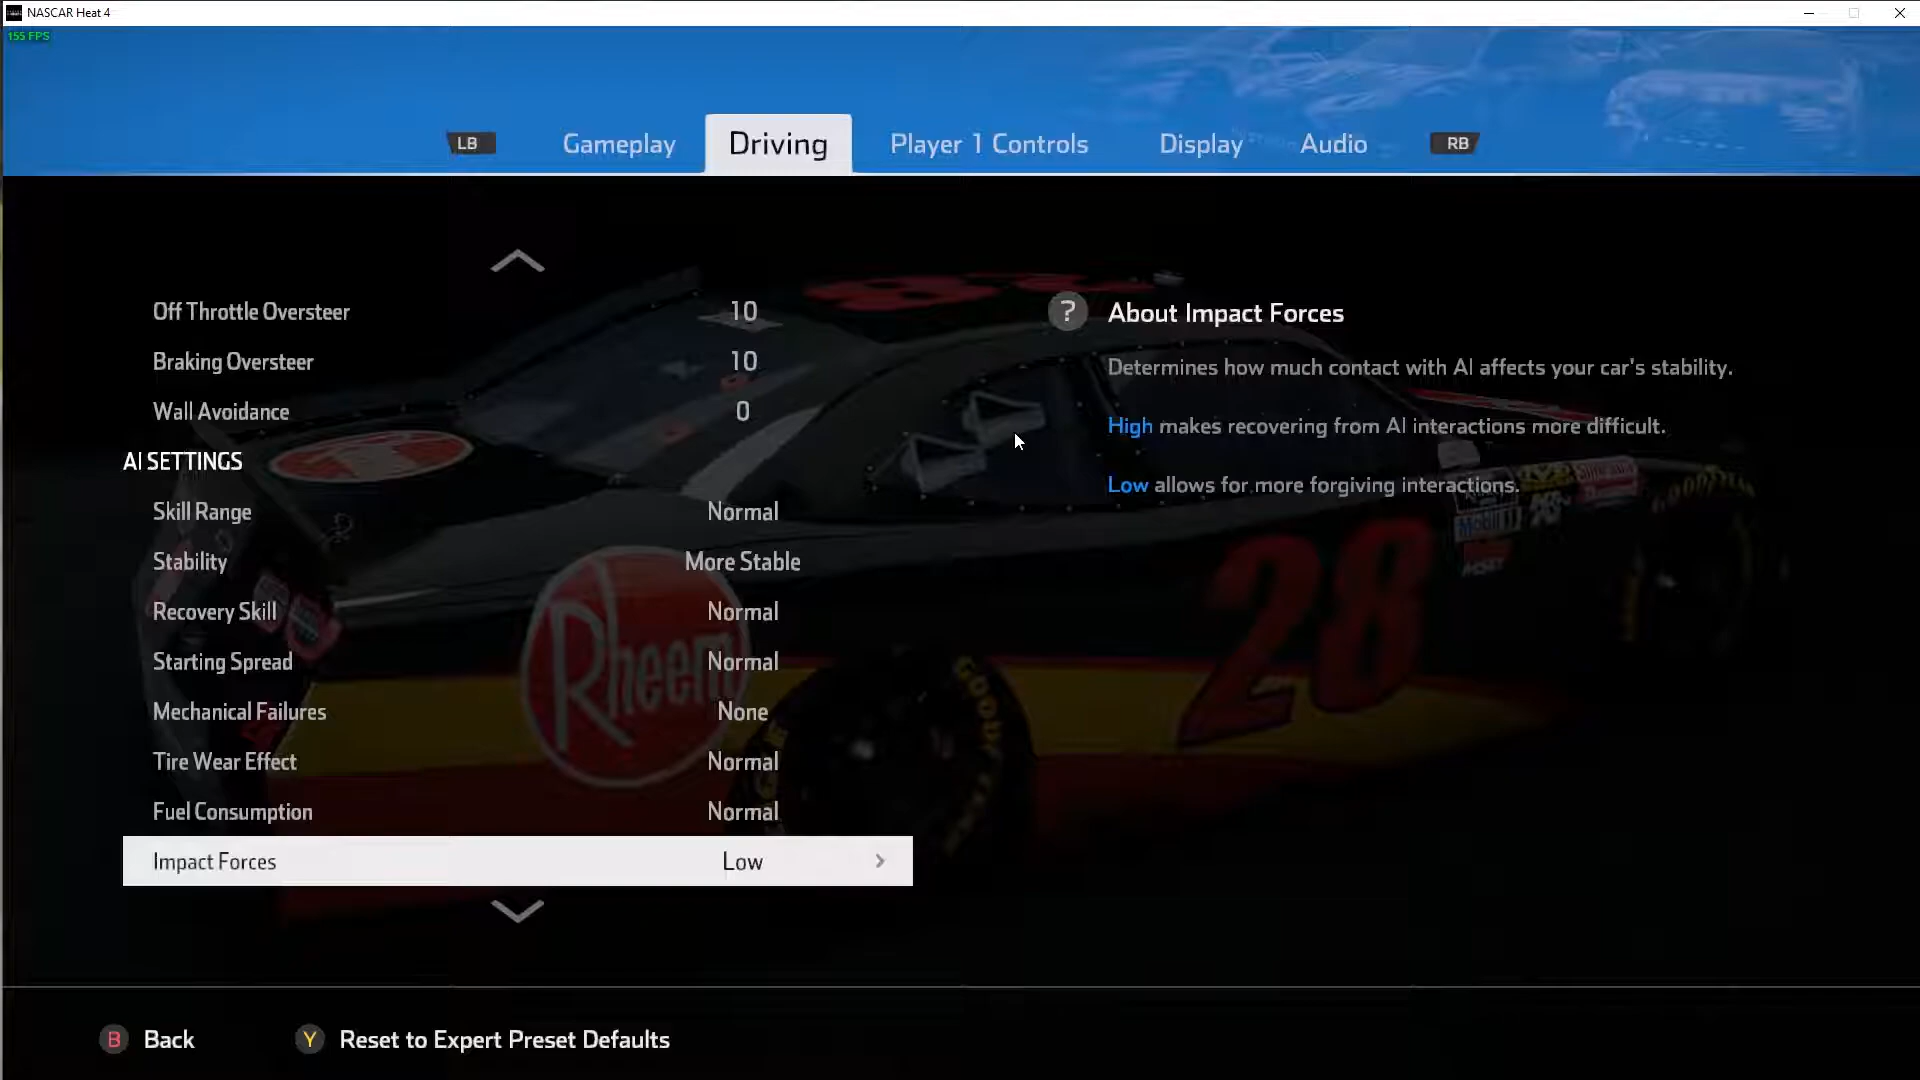 NASCAR Heat 4
155 FPS
LB
Gameplay
Driving
Player 1 Controls
Display
Audio
RB
Off Throttle Oversteer 10
Braking Oversteer 10
Wall Avoidance 0
AI SETTINGS
Skill Range Normal
Stability More Stable
Recovery Skill Normal
Starting Spread Normal
Mechanical Failures None
Tire Wear Effect Normal
Fuel Consumption Normal
Impact Forces Low
? About Impact Forces
Determines how much contact with AI affects your car's stability.
High makes recovering from AI interactions more difficult.
Low allows for more forgiving interactions.
Rheem
28
Mobil 1
B Back
Y Reset to Expert Preset Defaults